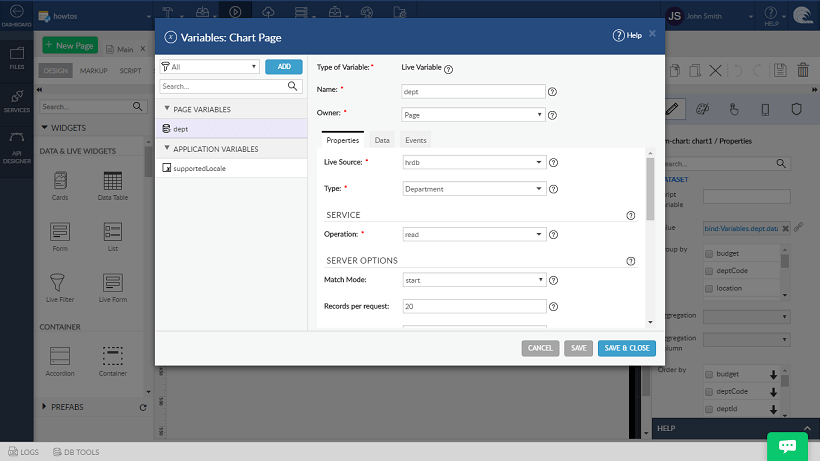 DASHBOARD
howtos
JS John Smith
HELP
Variables: Chart Page
Help
+ New Page
Main X
FILES
SERVICES
API
DESIGNER
DESIGN MARKUP SCRIPT
Search...
WIDGETS
DATA & LIVE WIDGETS
Cards Data Table
Form List
Live Filter Live Form
CONTAINER
Accordion Container
PREFABS
All
ADD
Search...
PAGE VARIABLES
dept
APPLICATION VARIABLES
supportedLocale
Type of Variable:* Live Variable
Name: * dept
Owner: * Page
Properties Data Events
Live Source: * hrdb
Type: * Department
SERVICE
Operation: * read
SERVER OPTIONS
Match Mode: start
Records per request: 20
CANCEL SAVE SAVE & CLOSE
m-chart: chart1 / Properties
earch...
DATASET
ript
ariable
alue bind:Variables.dept.data
oup by
budget
deptCode
location
gregation
gregation
olumn
Order by
budget
deptCode
deptId
HELP
LOGS DB TOOLS